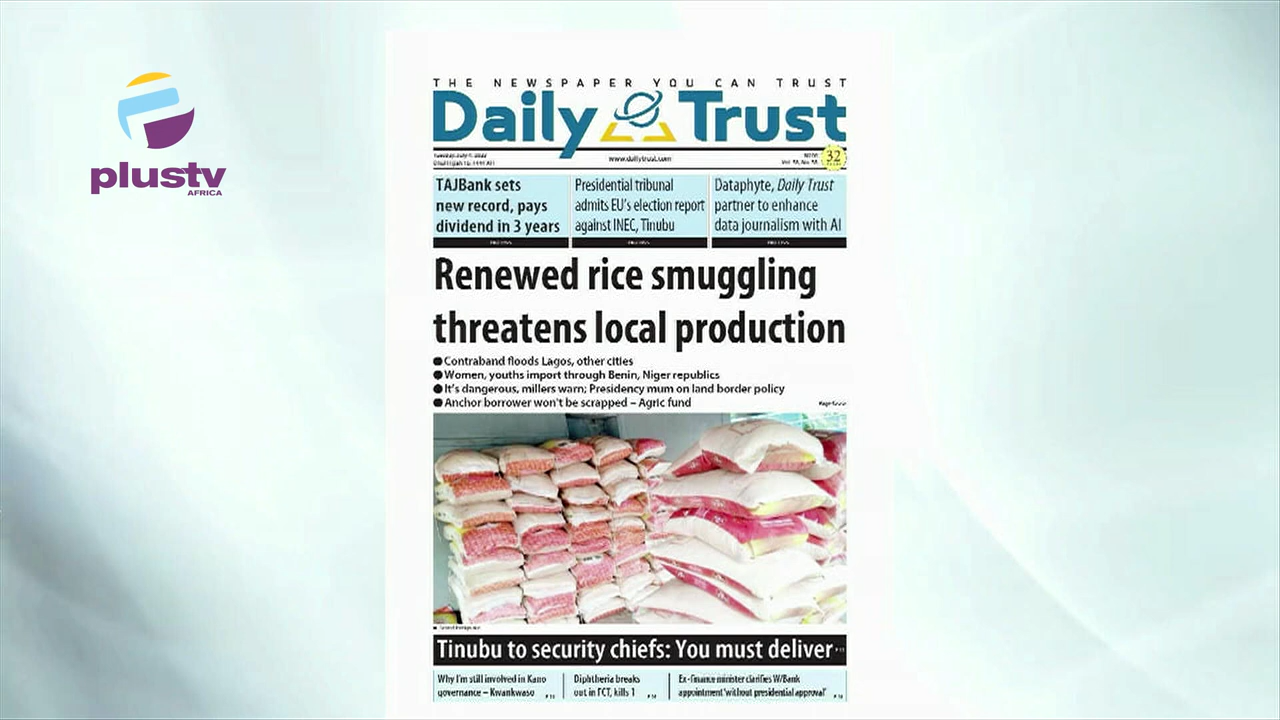 plustv
AFRICA
THE NEWSPAPER YOU CAN TRUST
Daily Trust
www.dailytrust.com
32
TAJBank sets
new record, pays
dividend in 3 years
Presidential tribunal
admits EU's election report
against INEC, Tinubu
Dataphyte, Daily Trust
partner to enhance
data journalism with AI
Renewed rice smuggling
threatens local production
● Contraband floods Lagos, other cities
● Women, youths import through Benin, Niger republics
● It's dangerous, millers warn; Presidency mum on land border policy
● Anchor borrower won't be scrapped – Agric fund
Tinubu to security chiefs: You must deliver
Why I'm still involved in Kano
governance – Kwankwaso
Diphtheria breaks
out in FCT, kills 1
Ex-finance minister clarifies W/Bank
appointment 'without presidential approval'